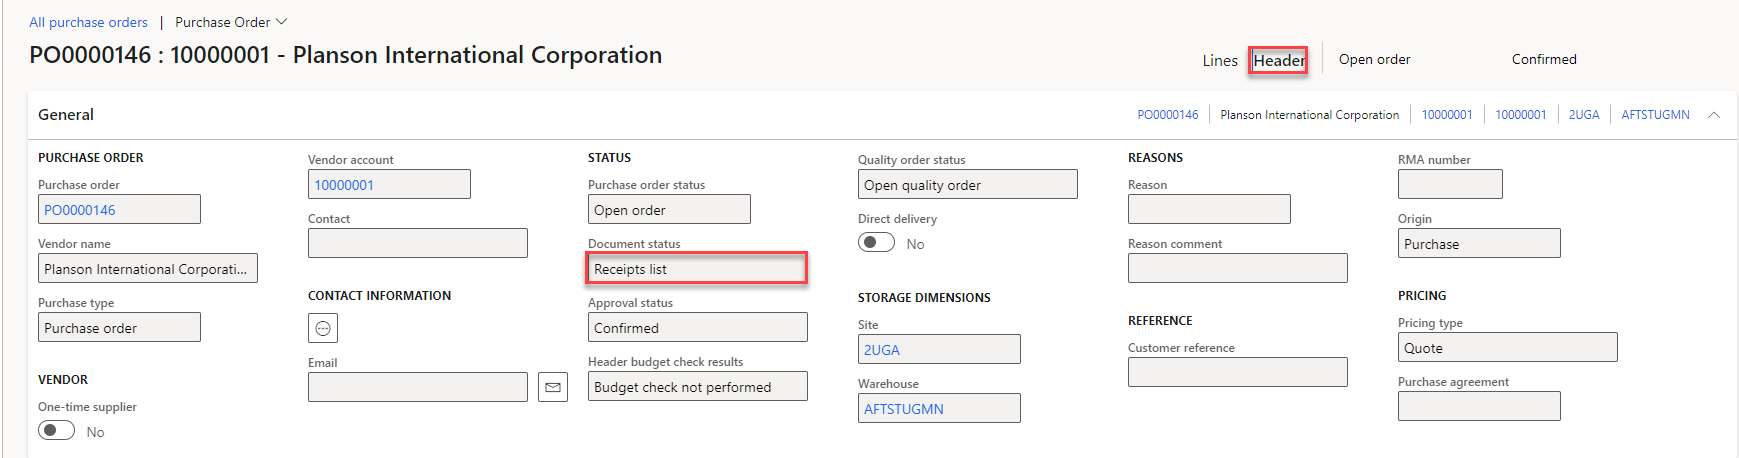 All purchase orders | Purchase Order
PO0000146 : 10000001 - Planson International Corporation
Lines Header Open order Confirmed
General
PO0000146 Planson International Corporation 10000001 10000001 2UGA AFTSTUGMN
PURCHASE ORDER
Purchase order
PO0000146
Vendor name
Planson International Corporati...
Purchase type
Purchase order
VENDOR
One-time supplier
No
Vendor account
10000001
Contact
CONTACT INFORMATION
Email
STATUS
Purchase order status
Open order
Document status
Receipts list
Approval status
Confirmed
Header budget check results
Budget check not performed
Quality order status
Open quality order
Direct delivery
No
STORAGE DIMENSIONS
Site
2UGA
Warehouse
AFTSTUGMN
REASONS
Reason
Reason comment
REFERENCE
Customer reference
RMA number
Origin
Purchase
PRICING
Pricing type
Quote
Purchase agreement